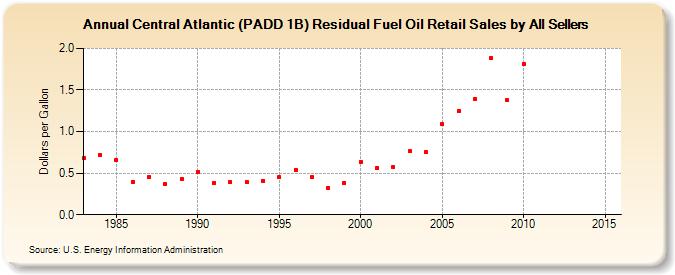 Annual Central Atlantic (PADD 1B) Residual Fuel Oil Retail Sales by All Sellers
Dollars per Gallon
2.0
1.5
1.0
0.5
0.0
1985 1990 1995 2000 2005 2010 2015
Source: U.S. Energy Information Administration